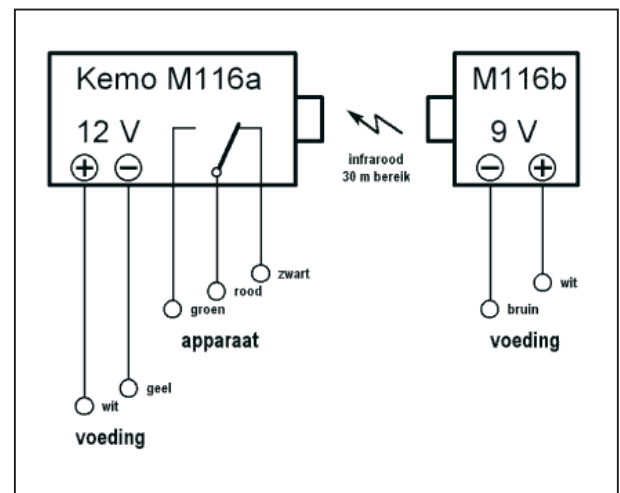 Kemo M116a
12 V
+ −
groen
rood
zwart
apparaat
wit
geel
voeding
infrarood
30 m bereik
M116b
9 V
− +
bruin
wit
voeding